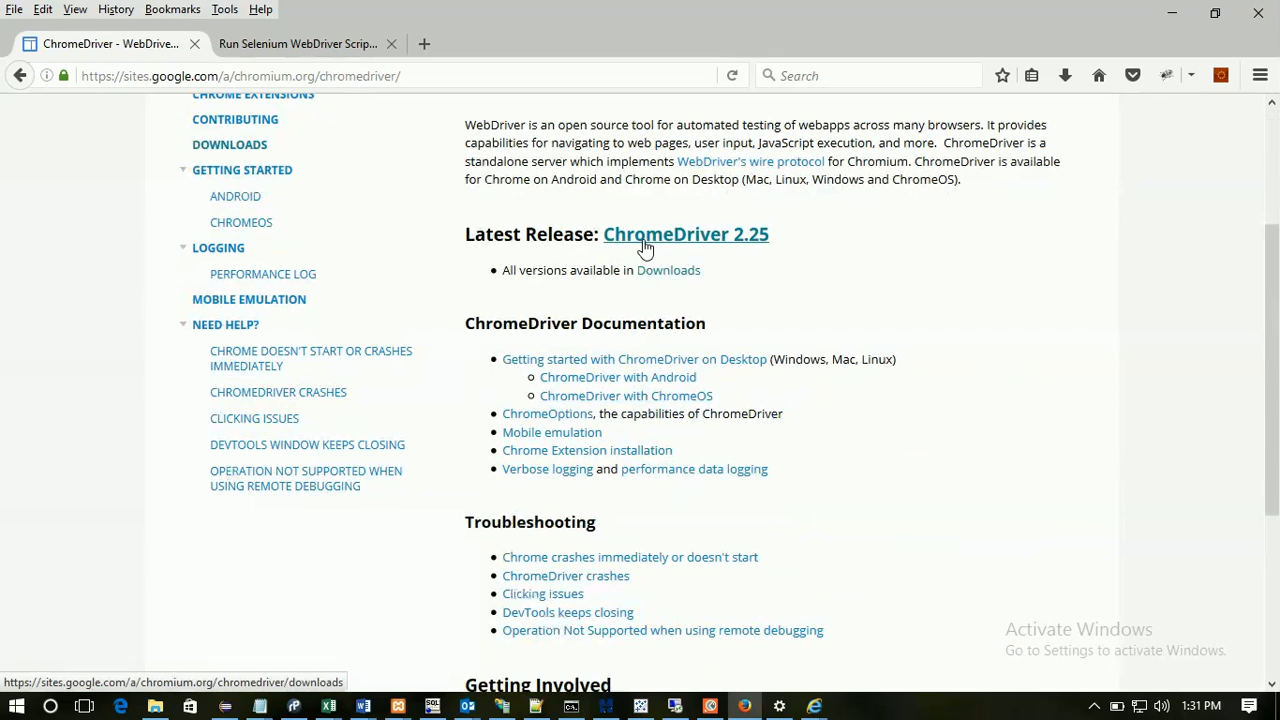 File Edit View History Bookmarks Tools Help
ChromeDriver - WebDrive...
Run Selenium WebDriver Scrip...
https://sites.google.com/a/chromium.org/chromedriver/
Search
CHROME EXTENSIONS
CONTRIBUTING
DOWNLOADS
GETTING STARTED
ANDROID
CHROMEOS
LOGGING
PERFORMANCE LOG
MOBILE EMULATION
NEED HELP?
CHROME DOESN'T START OR CRASHES
IMMEDIATELY
CHROMEDRIVER CRASHES
CLICKING ISSUES
DEVTOOLS WINDOW KEEPS CLOSING
OPERATION NOT SUPPORTED WHEN
USING REMOTE DEBUGGING
WebDriver is an open source tool for automated testing of webapps across many browsers. It provides
capabilities for navigating to web pages, user input, JavaScript execution, and more. ChromeDriver is a
standalone server which implements WebDriver's wire protocol for Chromium. ChromeDriver is available
for Chrome on Android and Chrome on Desktop (Mac, Linux, Windows and ChromeOS).
Latest Release: ChromeDriver 2.25
All versions available in Downloads
ChromeDriver Documentation
Getting started with ChromeDriver on Desktop (Windows, Mac, Linux)
ChromeDriver with Android
ChromeDriver with ChromeOS
ChromeOptions, the capabilities of ChromeDriver
Mobile emulation
Chrome Extension installation
Verbose logging and performance data logging
Troubleshooting
Chrome crashes immediately or doesn't start
ChromeDriver crashes
Clicking issues
DevTools keeps closing
Operation Not Supported when using remote debugging
Getting Involved
Activate Windows
Go to Settings to activate Windows.
https://sites.google.com/a/chromium.org/chromedriver/downloads
1:31 PM